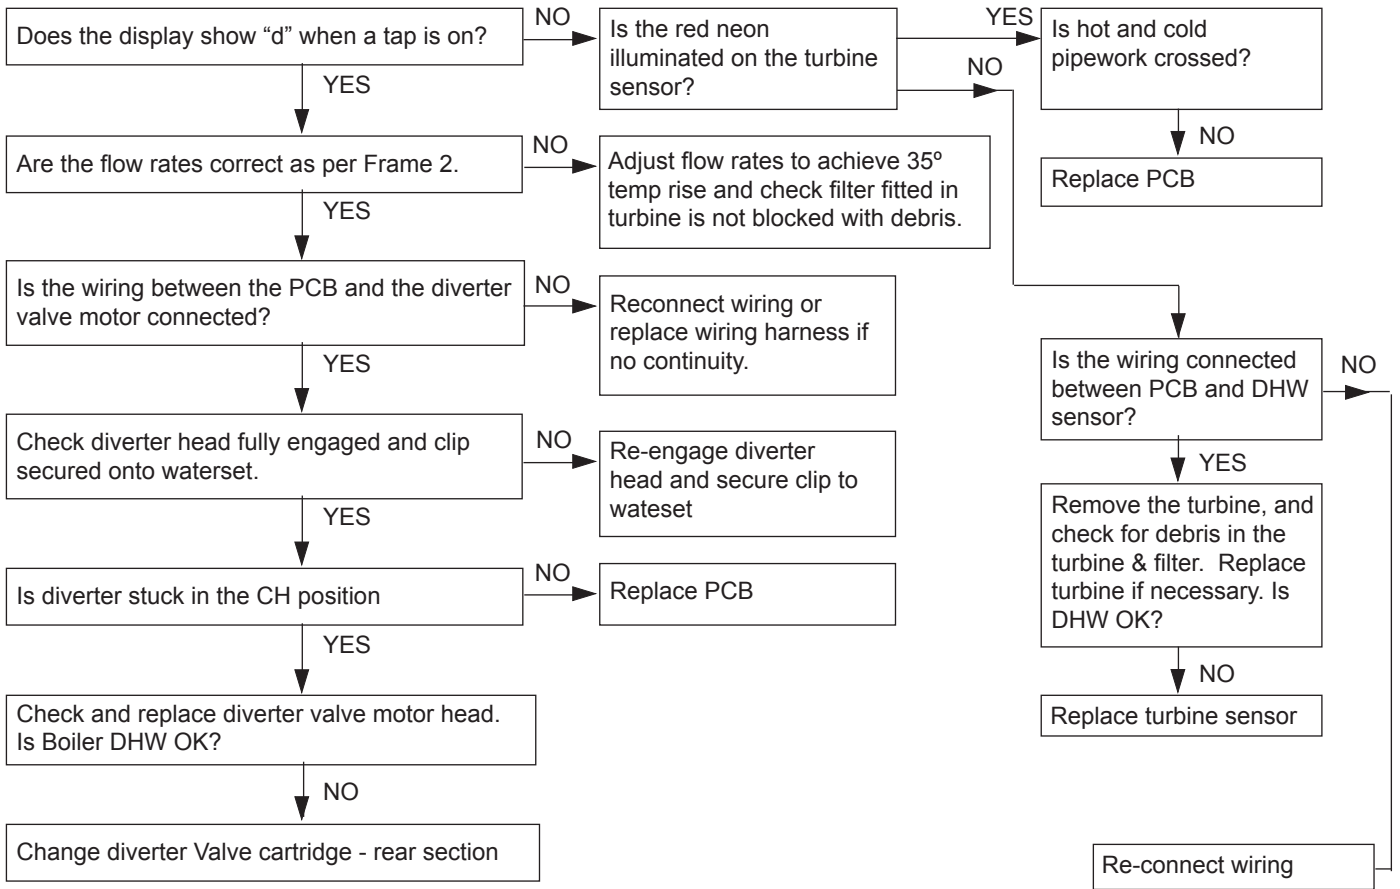 Does the display show “d” when a tap is on?
NO
Is the red neon
illuminated on the turbine
sensor?
YES
Is hot and cold
pipework crossed?
NO
YES
NO
Replace PCB
Are the flow rates correct as per Frame 2.
NO
Adjust flow rates to achieve 35º
temp rise and check filter fitted in
turbine is not blocked with debris.
YES
Is the wiring between the PCB and the diverter
valve motor connected?
NO
Reconnect wiring or
replace wiring harness if
no continuity.
YES
Is the wiring connected
between PCB and DHW
sensor?
NO
YES
Check diverter head fully engaged and clip
secured onto waterset.
NO
Re-engage diverter
head and secure clip to
wateset
YES
Remove the turbine, and
check for debris in the
turbine & filter.  Replace
turbine if necessary. Is
DHW OK?
NO
Replace turbine sensor
Is diverter stuck in the CH position
NO
Replace PCB
YES
Check and replace diverter valve motor head.
Is Boiler DHW OK?
NO
Change diverter Valve cartridge - rear section
Re-connect wiring